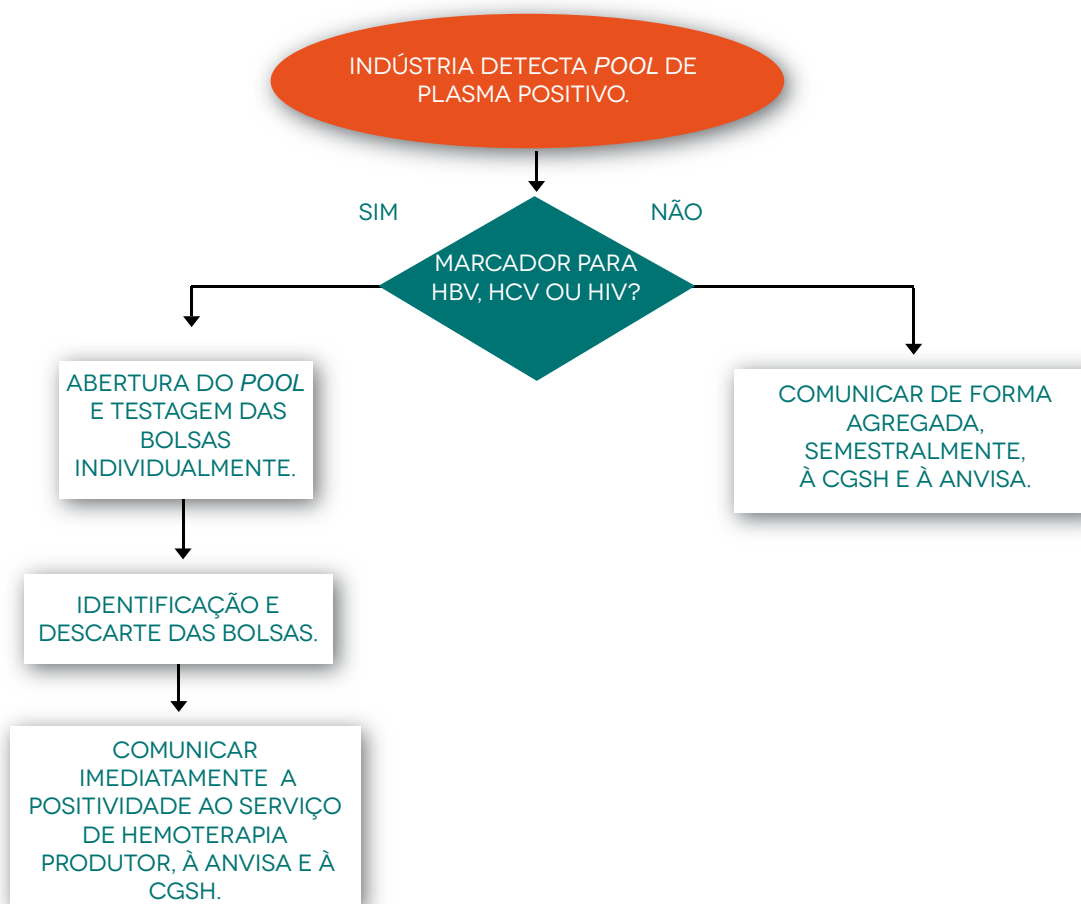 INDÚSTRIA DETECTA POOL DE
PLASMA POSITIVO.
SIM
NÃO
MARCADOR PARA
HBV, HCV OU HIV?
ABERTURA DO POOL
E TESTAGEM DAS
BOLSAS
INDIVIDUALMENTE.
COMUNICAR DE FORMA
AGREGADA,
SEMESTRALMENTE,
À CGSH E À ANVISA.
IDENTIFICAÇÃO E
DESCARTE DAS BOLSAS.
COMUNICAR
IMEDIATAMENTE A
POSITIVIDADE AO SERVIÇO
DE HEMOTERAPIA
PRODUTOR, À ANVISA E À
CGSH.